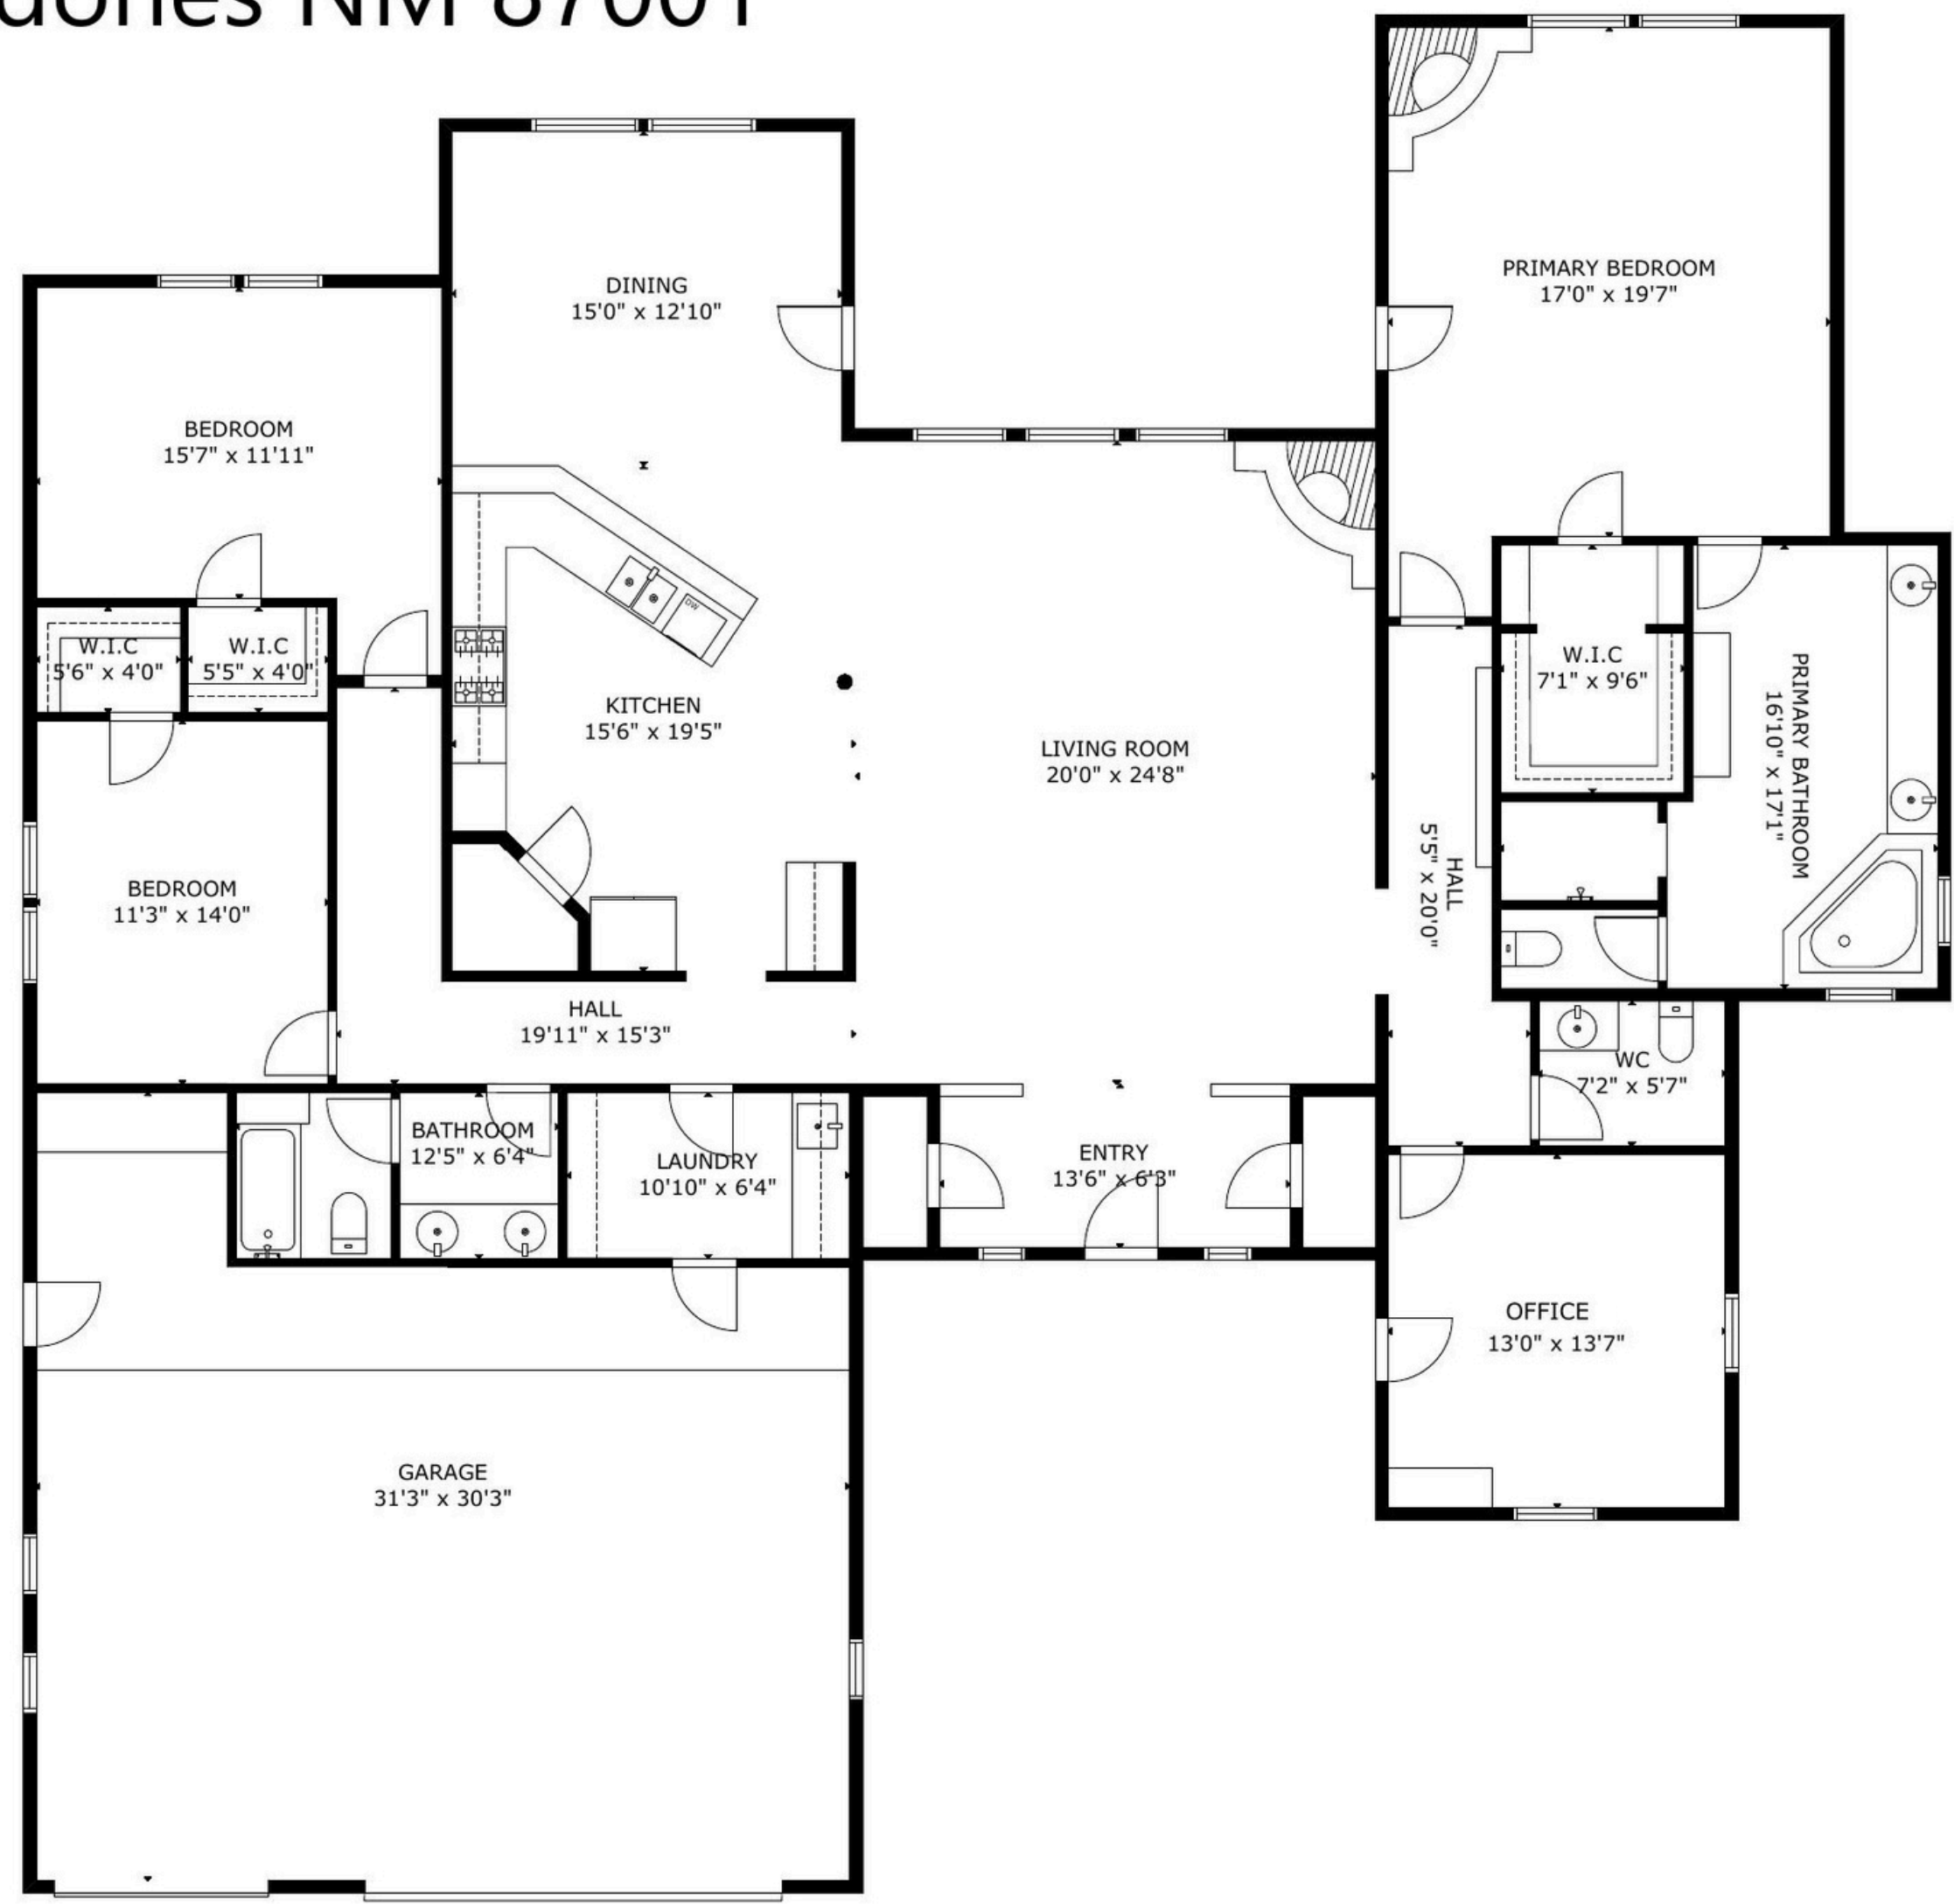 NM 87001
DINING
15'0" x 12'10"
PRIMARY BEDROOM
17'0" x 19'7"
BEDROOM
15'7" x 11'11"
W.I.C
5'6" x 4'0"
W.I.C
5'5" x 4'0"
DW
KITCHEN
15'6" x 19'5"
LIVING ROOM
20'0" x 24'8"
W.I.C
7'1" x 9'6"
PRIMARY BATHROOM
16'10" x 17'1"
HALL
5'5" x 20'0"
BEDROOM
11'3" x 14'0"
HALL
19'11" x 15'3"
WC
7'2" x 5'7"
BATHROOM
12'5" x 6'4"
LAUNDRY
10'10" x 6'4"
ENTRY
13'6" x 6'3"
OFFICE
13'0" x 13'7"
GARAGE
31'3" x 30'3"